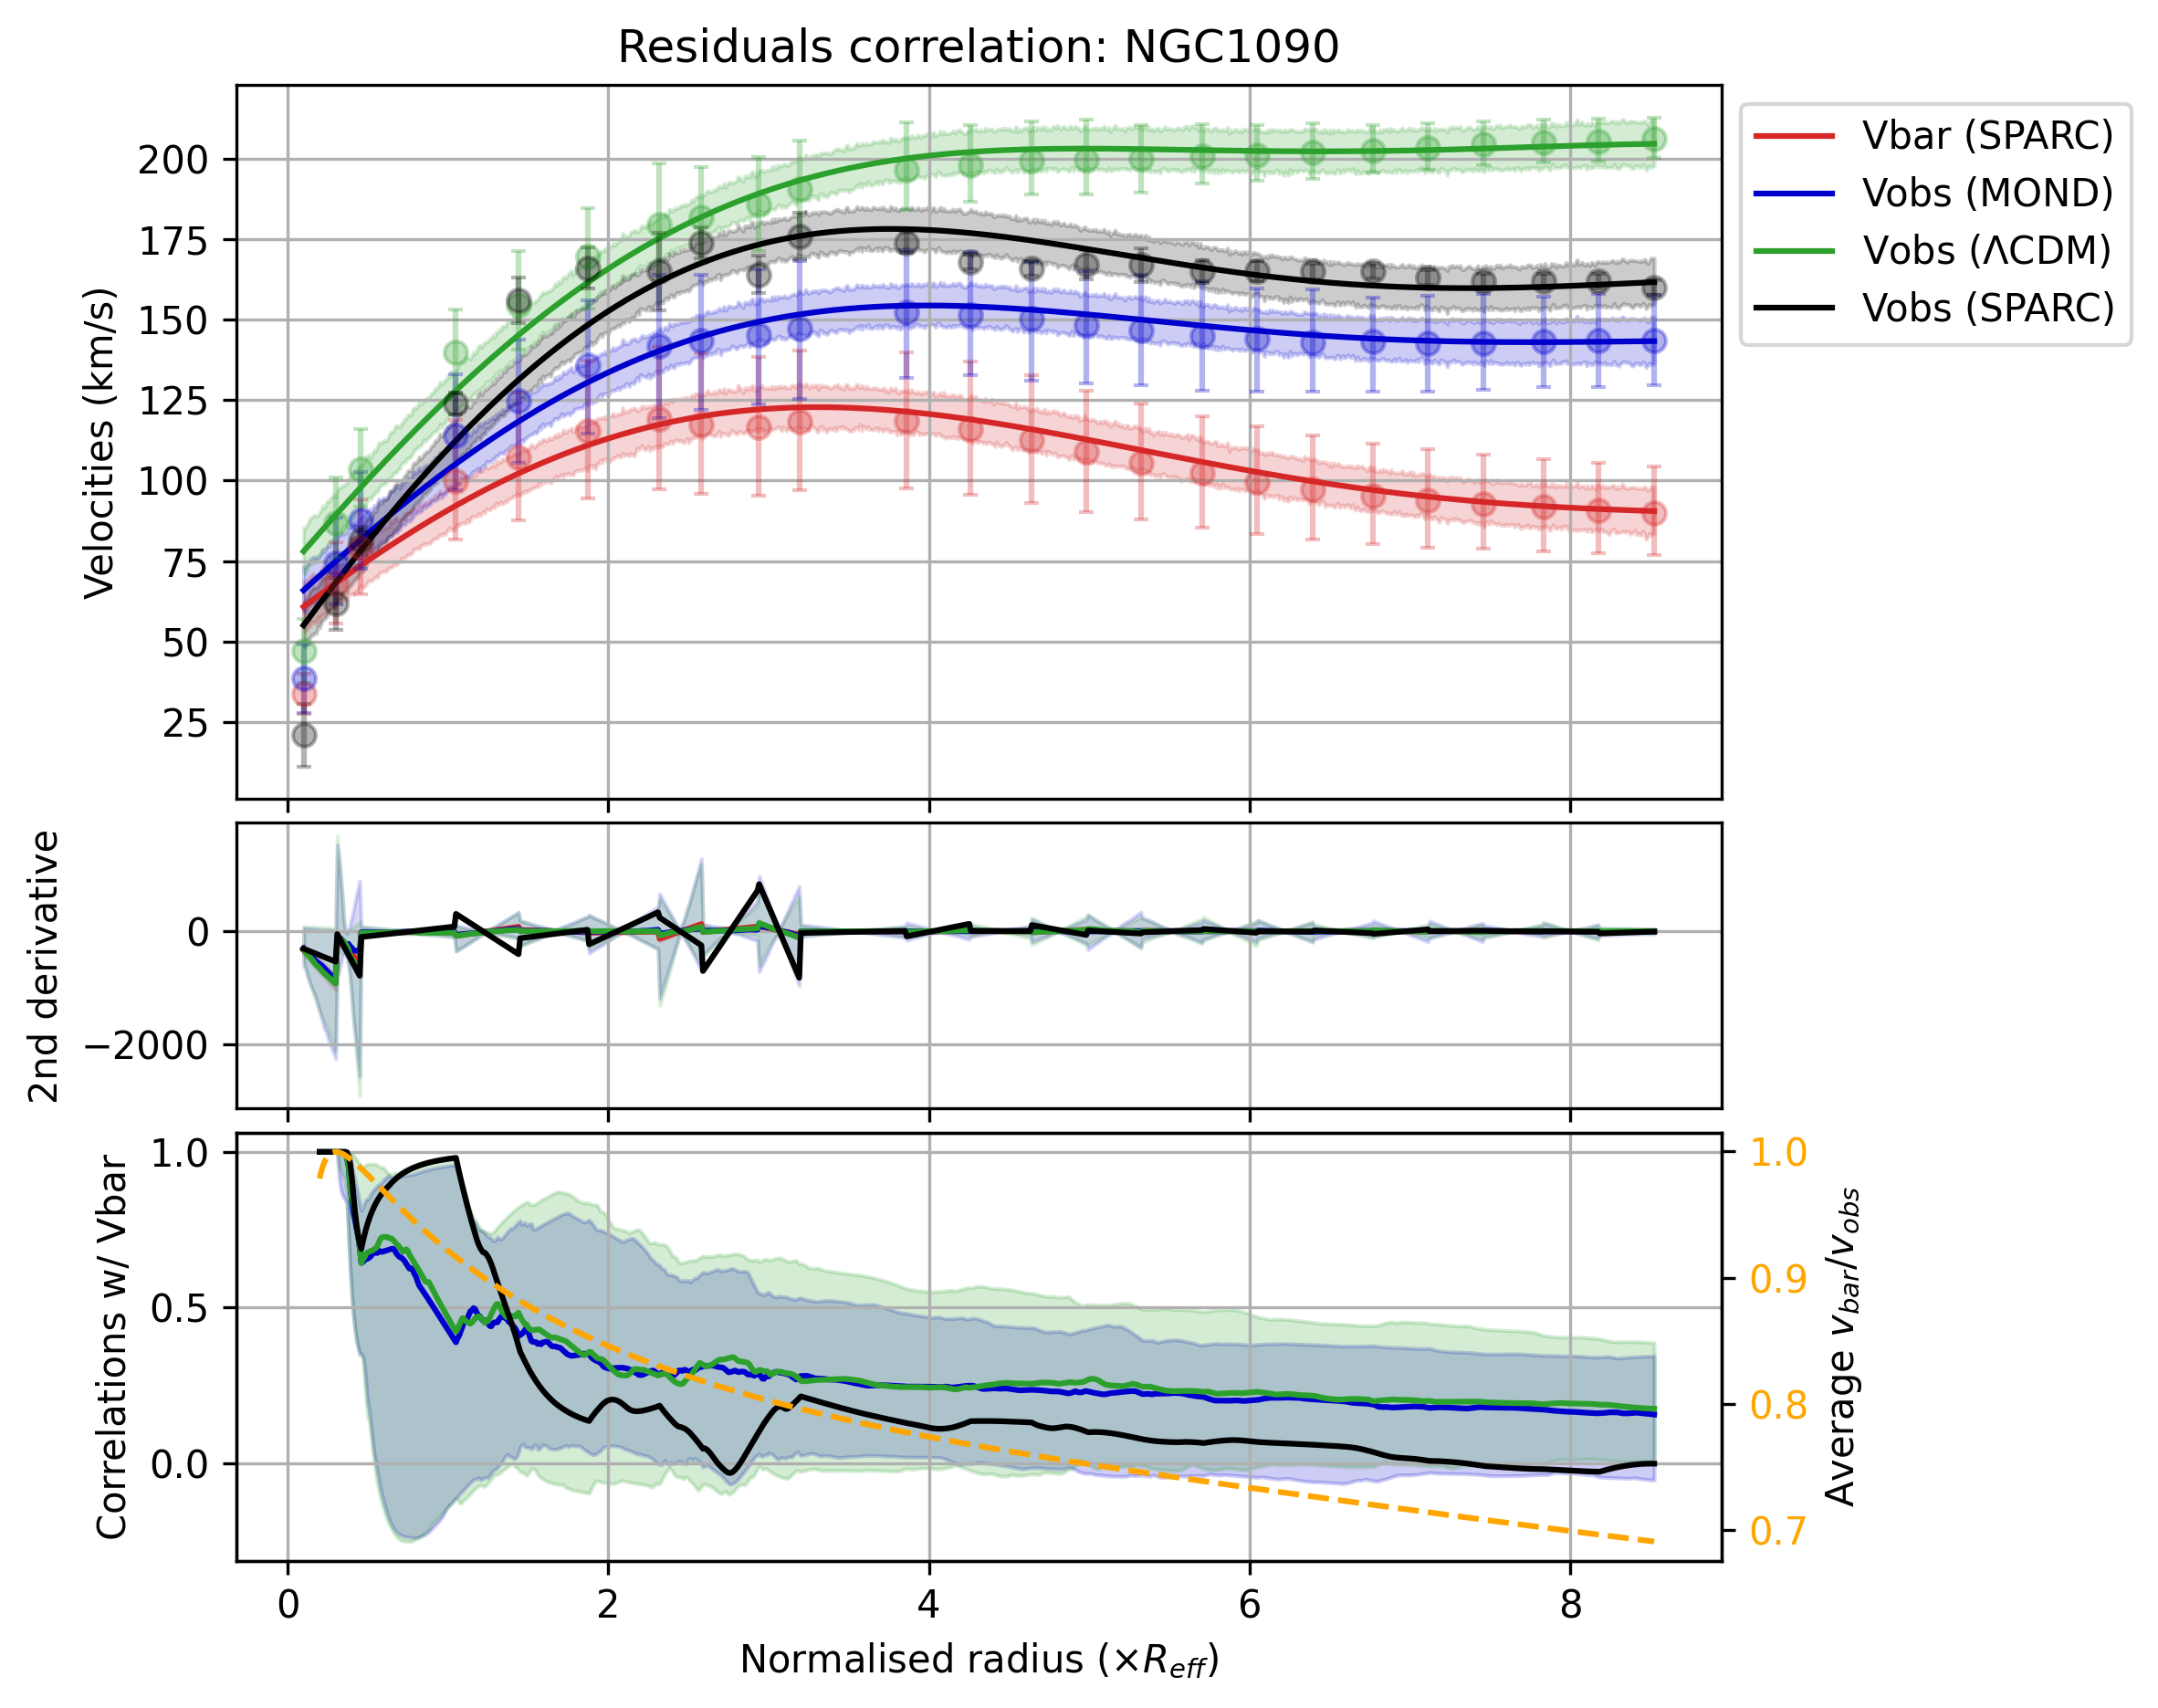 Residuals correlation: NGC1090
Velocities (km/s)
200
175
150
125
100
75
50
25
Vbar (SPARC)
Vobs (MOND)
Vobs (ΛCDM)
Vobs (SPARC)
2nd derivative
0
−2000
Correlations w/ Vbar
1.0
0.5
0.0
1.0
0.9
0.8
0.7
Average v_bar/v_obs
0 2 4 6 8
Normalised radius (×R_eff)